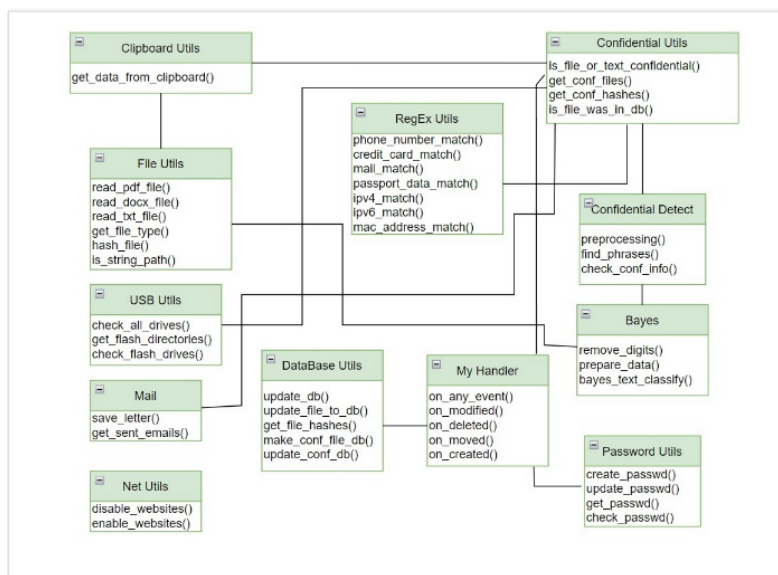 Clipboard Utils
get_data_from_clipboard()
Confidential Utils
is_file_or_text_confidential()
get_conf_files()
get_conf_hashes()
is_file_was_in_db()
RegEx Utils
phone_number_match()
credit_card_match()
mail_match()
passport_data_match()
ipv4_match()
ipv6_match()
mac_address_match()
File Utils
read_pdf_file()
read_docx_file()
read_txt_file()
get_file_type()
hash_file()
is_string_path()
Confidential Detect
preprocessing()
find_phrases()
check_conf_info()
USB Utils
check_all_drives()
get_flash_directories()
check_flash_drives()
Bayes
remove_digits()
prepare_data()
bayes_text_classify()
DataBase Utils
update_db()
update_file_to_db()
get_file_hashes()
make_conf_file_db()
update_conf_db()
My Handler
on_any_event()
on_modified()
on_deleted()
on_moved()
on_created()
Mail
save_letter()
get_sent_emails()
Password Utils
create_passwd()
update_passwd()
get_passwd()
check_passwd()
Net Utils
disable_websites()
enable_websites()